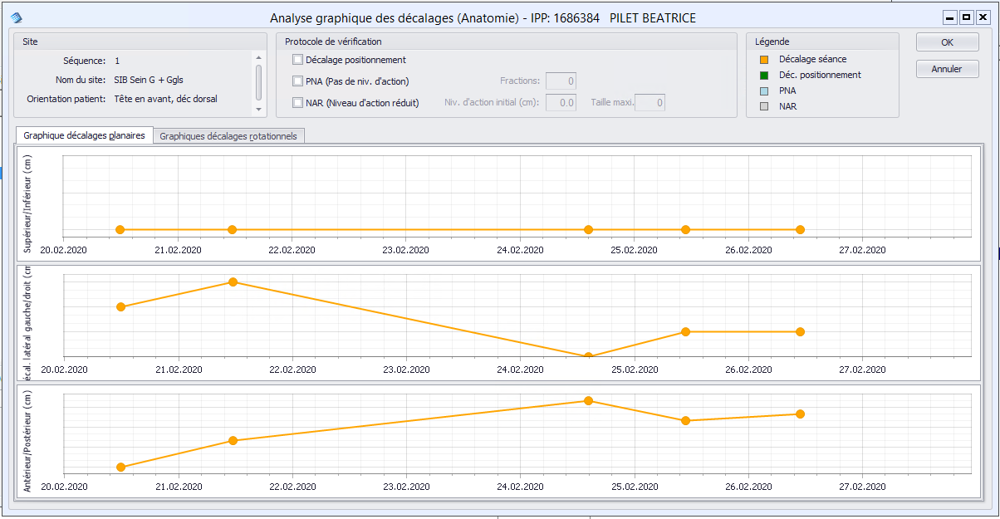 Analyse graphique des décalages (Anatomie) - IPP: 1686384 PILET BEATRICE
Site
Séquence: 1
Nom du site: SIB Sein G + Ggls
Orientation patient: Tête en avant, déc dorsal
Protocole de vérification
Décalage positionnement
PNA (Pas de niv. d'action) Fractions: 0
NAR (Niveau d'action réduit) Niv. d'action initial (cm): 0.0 Taille maxi. 0
Légende
Décalage séance
Déc. positionnement
PNA
NAR
OK
Annuler
Graphique décalages planaires Graphiques décalages rotationnels
Supérieur/Inférieur (cm)
20.02.2020 21.02.2020 22.02.2020 23.02.2020 24.02.2020 25.02.2020 26.02.2020 27.02.2020
écal. latéral gauche/droit (cm
20.02.2020 21.02.2020 22.02.2020 23.02.2020 24.02.2020 25.02.2020 26.02.2020 27.02.2020
Antérieur/Postérieur (cm)
20.02.2020 21.02.2020 22.02.2020 23.02.2020 24.02.2020 25.02.2020 26.02.2020 27.02.2020